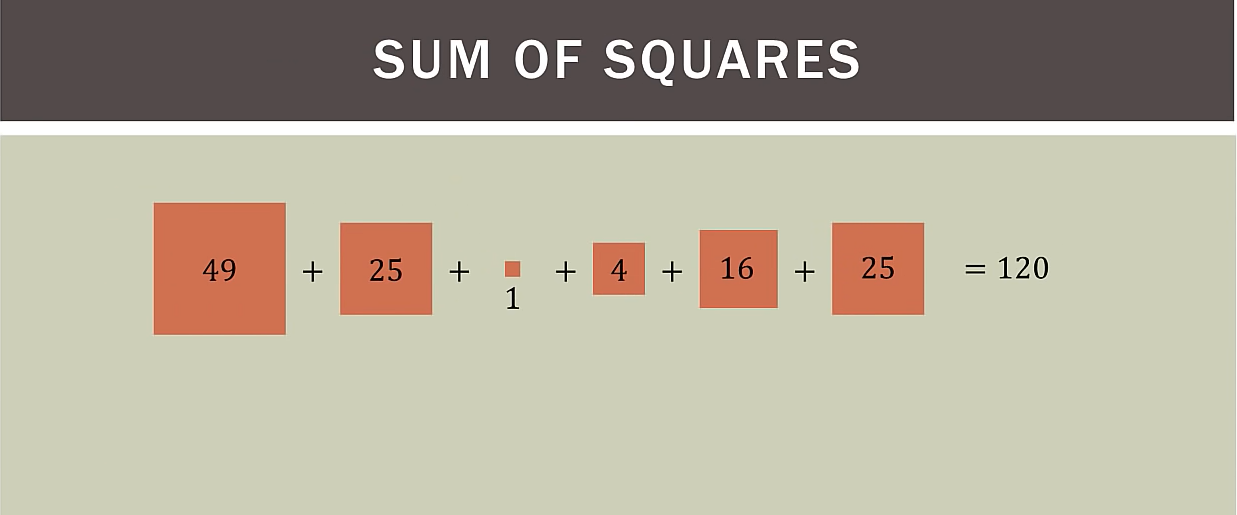 SUM OF SQUARES
49 + 25 + 1 + 4 + 16 + 25 = 120